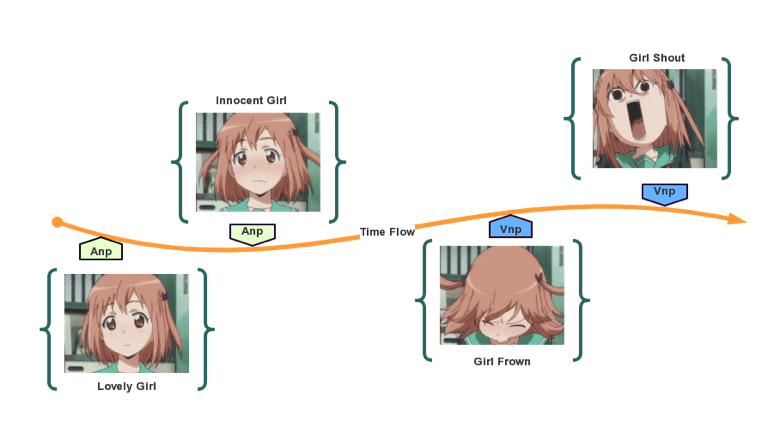 Girl Shout
Innocent Girl
Vnp
Anp
Time Flow
Vnp
Anp
Girl Frown
Lovely Girl